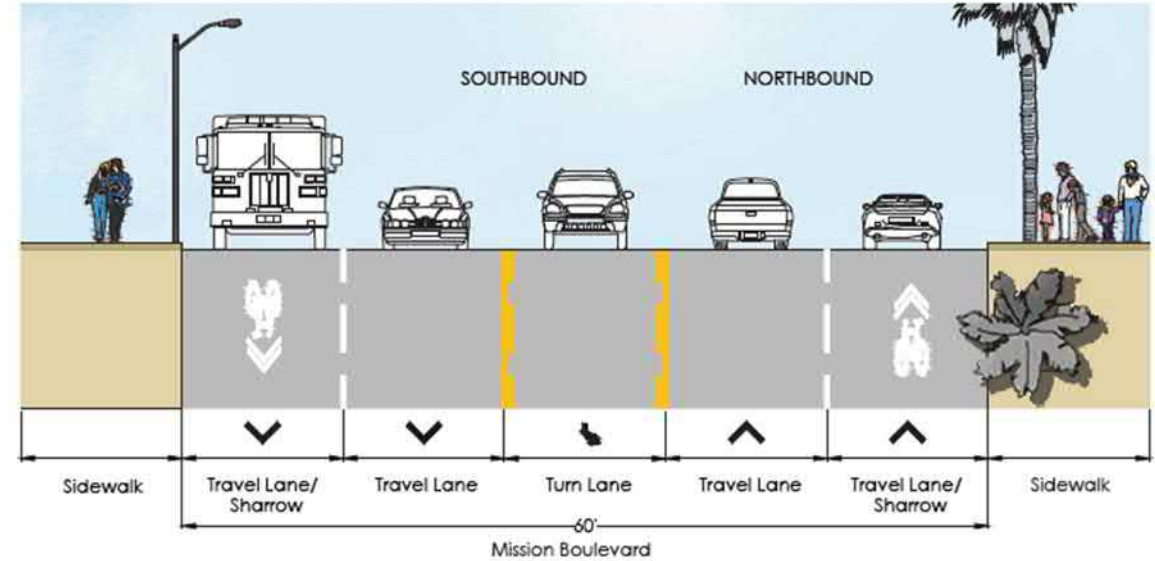 SOUTHBOUND NORTHBOUND
Sidewalk Travel Lane/ Travel Lane Turn Lane Travel Lane Travel Lane/ Sidewalk
Sharrow Sharrow
60'
Mission Boulevard